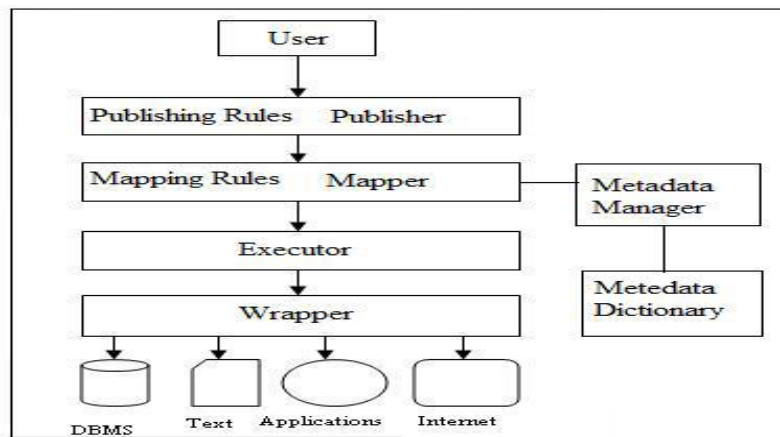 User
Publishing Rules Publisher
Mapping Rules Mapper
Metadata
Manager
Executor
Metedata
Dictionary
Wrapper
DBMS
Text
Applications
Internet